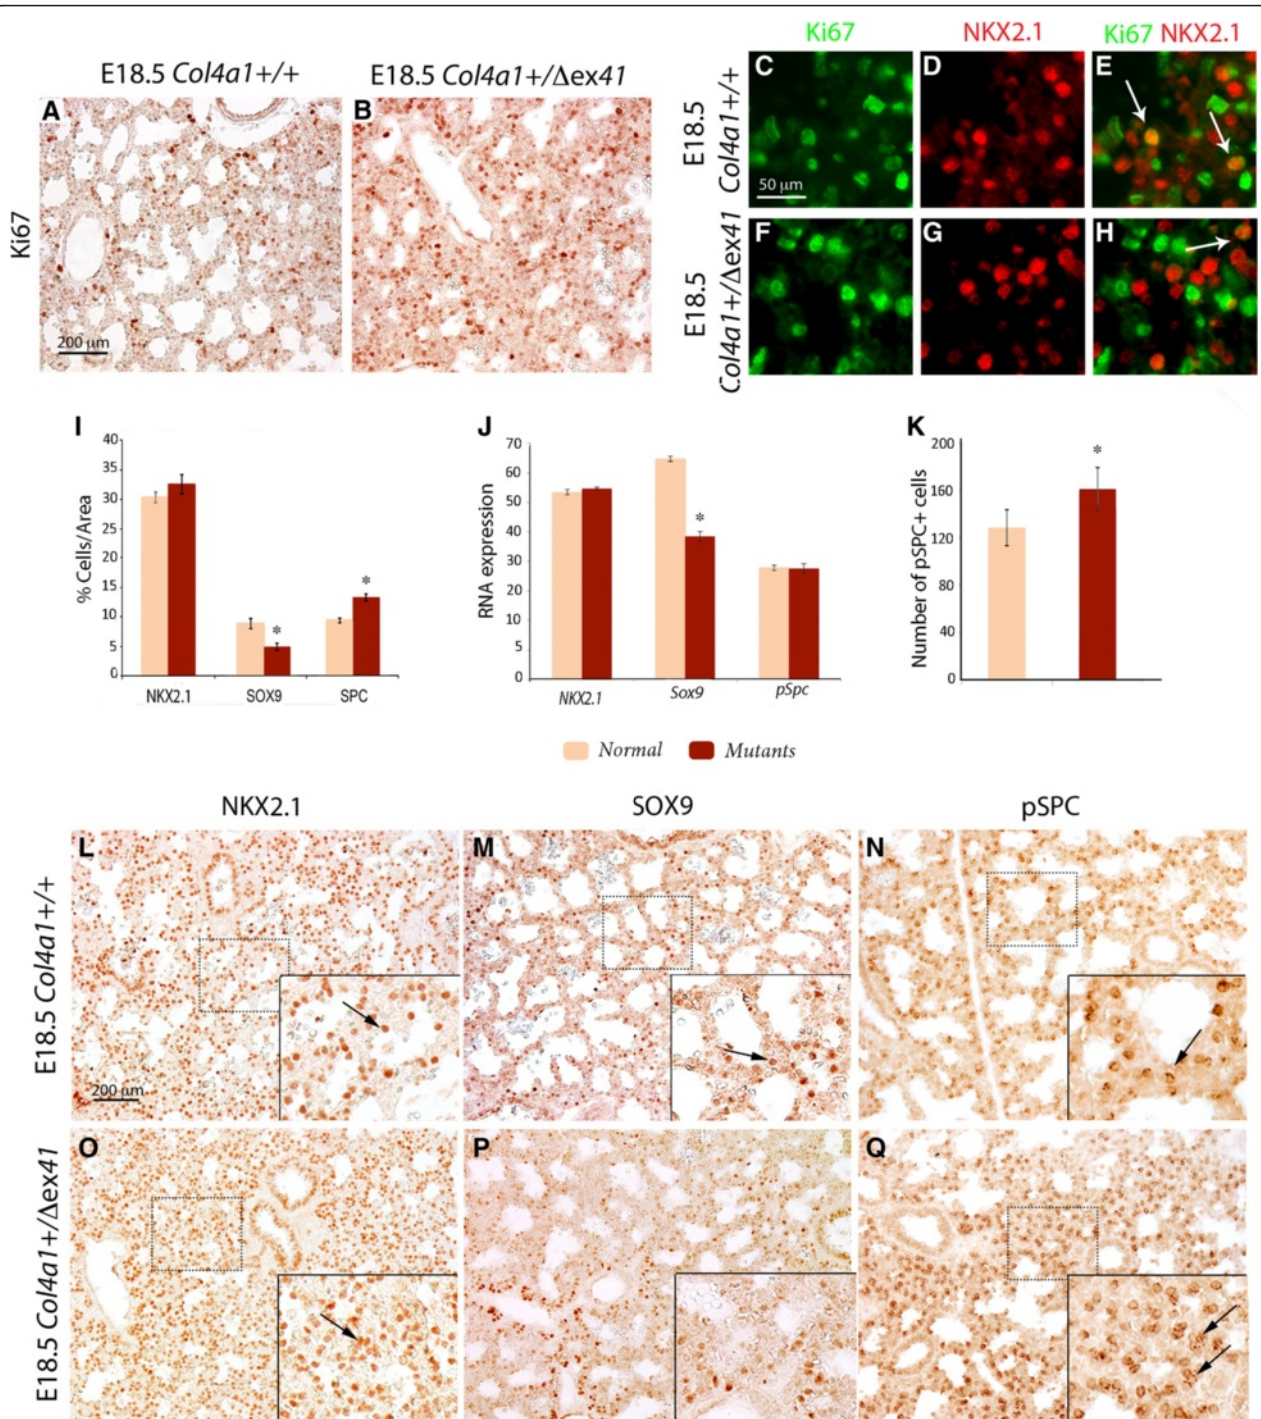 E18.5 Col4a1+/+
E18.5 Col4a1+/Δex41
Ki67
A
200 µm
B
Ki67
NKX2.1
Ki67 NKX2.1
E18.5
Col4a1+/+
C
50 µm
D
E
E18.5
Col4a1+/Δex41
F
G
H
I
% Cells/Area
40
35
30
25
20
15
10
5
0
*
*
NKX2.1
SOX9
SPC
J
RNA expression
70
60
50
40
30
20
10
5
0
*
NKX2.1
Sox9
pSpc
K
Number of pSPC+ cells
200
160
120
80
40
0
*
Normal
Mutants
NKX2.1
SOX9
pSPC
E18.5 Col4a1+/+
L
200 µm
M
N
E18.5 Col4a1+/Δex41
O
P
Q